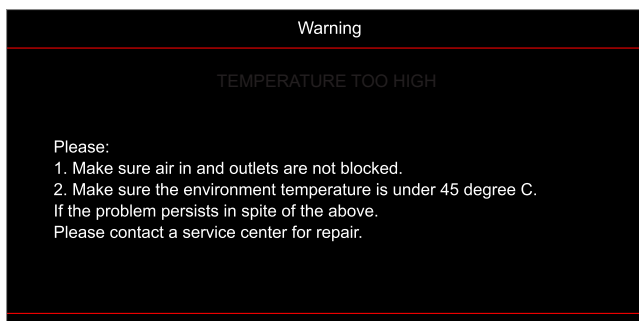 Warning
TEMPERATURE TOO HIGH
Please:
1. Make sure air in and outlets are not blocked.
2. Make sure the environment temperature is under 45 degree C.
If the problem persists in spite of the above.
Please contact a service center for repair.